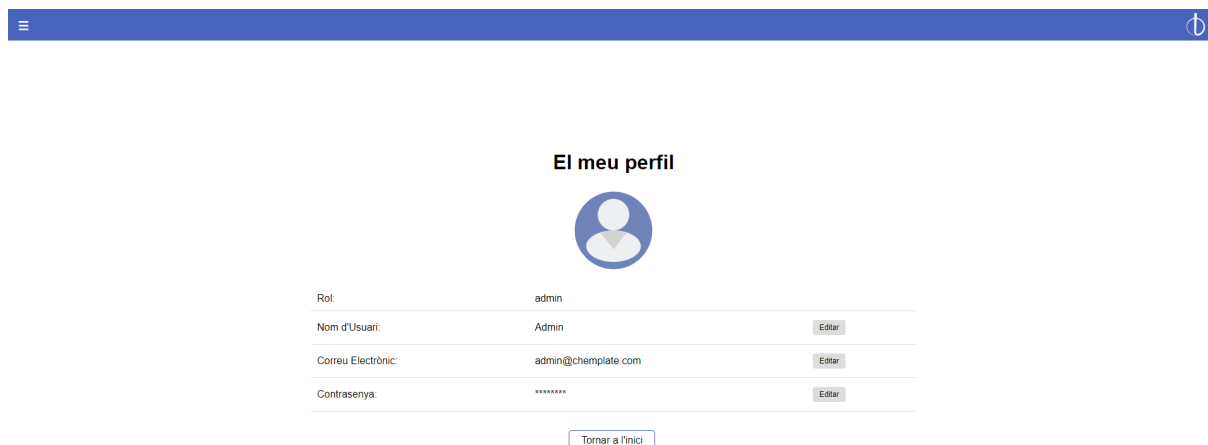 El meu perfil
Rol: admin
Nom d'Usuari: Admin Editar
Correu Electrònic: admin@chemplate.com Editar
Contrasenya: ******** Editar
Tornar a l'inici